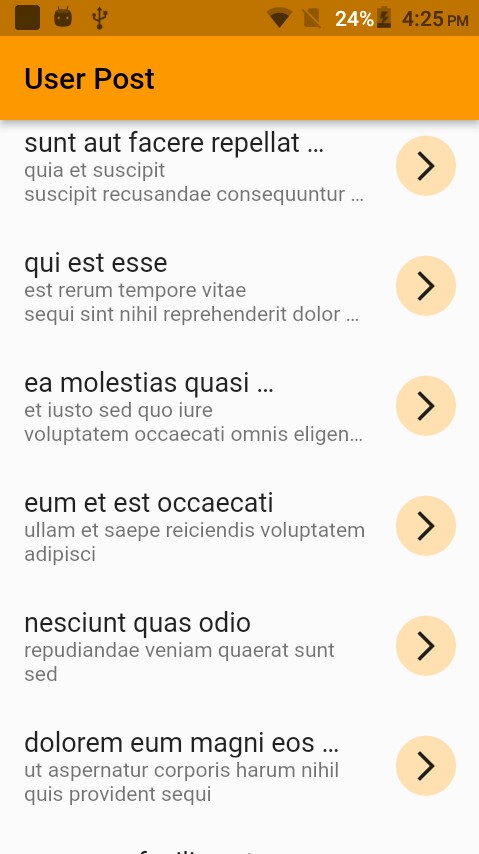 24% 4:25 PM
User Post
sunt aut facere repellat ...
quia et suscipit
suscipit recusandae consequuntur ...
qui est esse
est rerum tempore vitae
sequi sint nihil reprehenderit dolor ...
ea molestias quasi ...
et iusto sed quo iure
voluptatem occaecati omnis eligen...
eum et est occaecati
ullam et saepe reiciendis voluptatem
adipisci
nesciunt quas odio
repudiandae veniam quaerat sunt
sed
dolorem eum magni eos ...
ut aspernatur corporis harum nihil
quis provident sequi